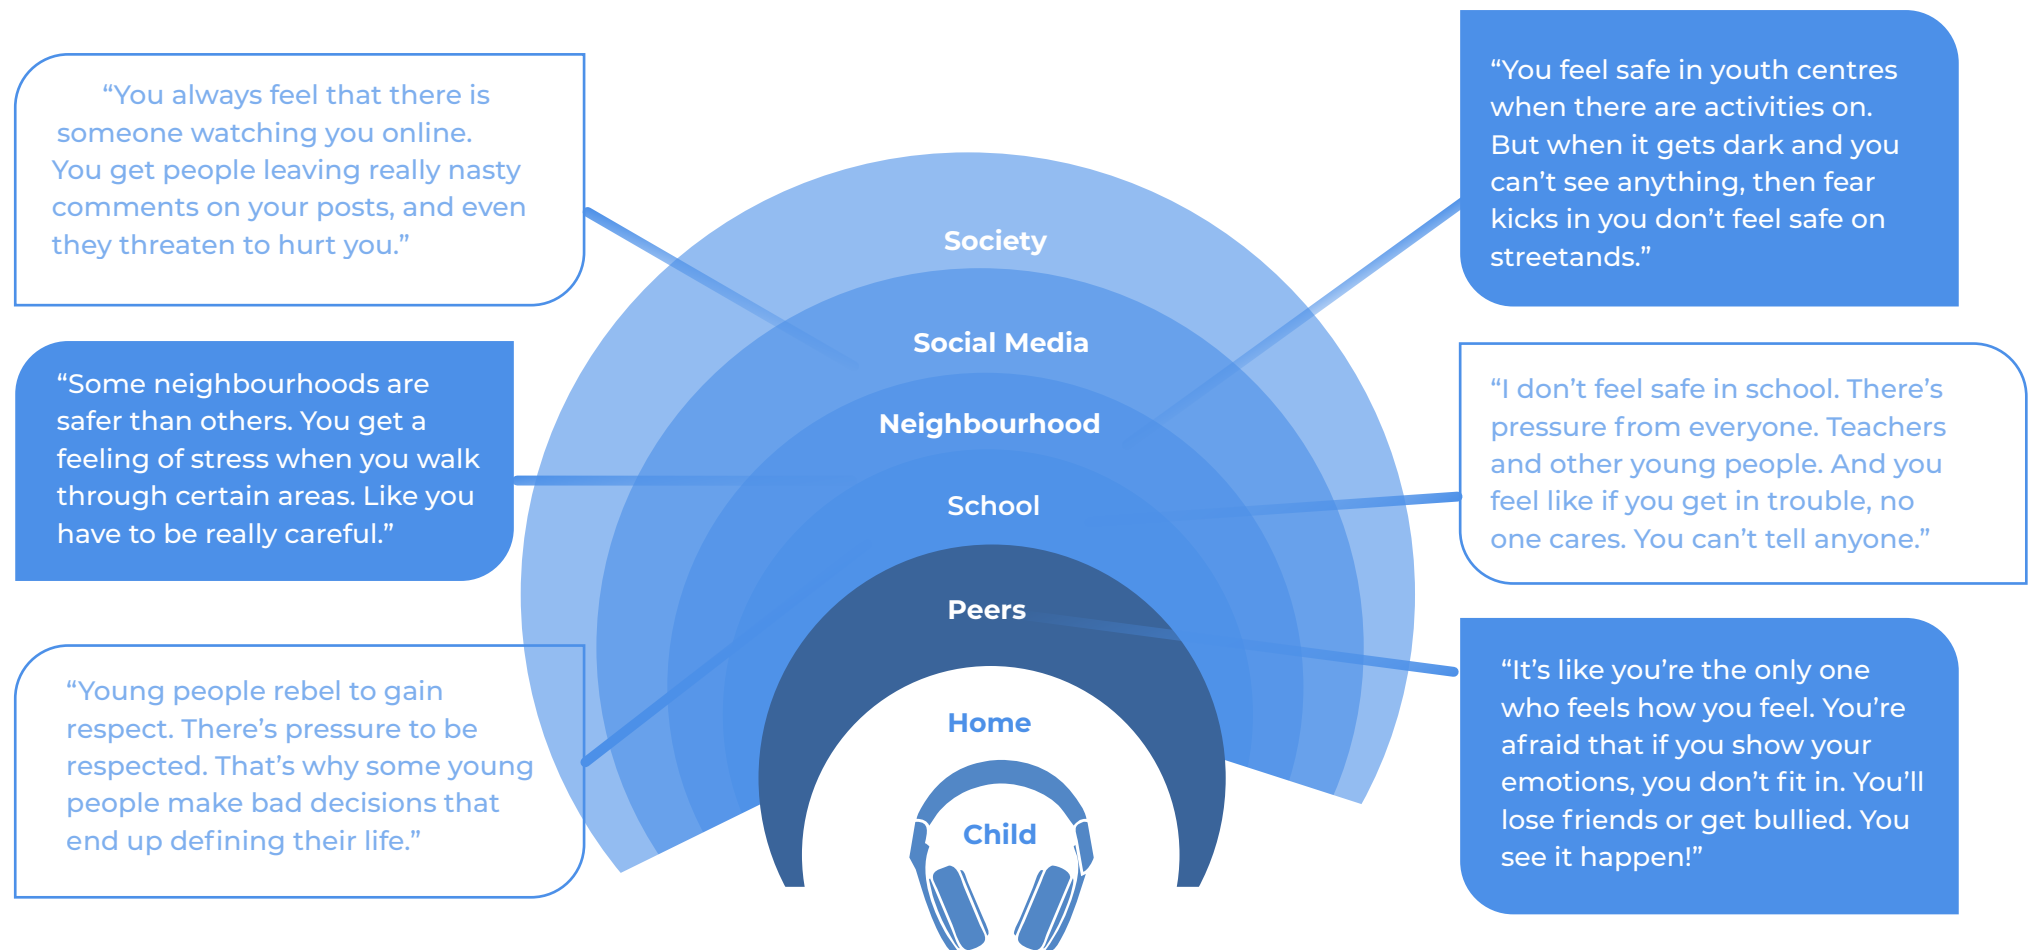 “You always feel that there is
someone watching you online.
You get people leaving really nasty
comments on your posts, and even
they threaten to hurt you.”
“Some neighbourhoods are
safer than others. You get a
feeling of stress when you walk
through certain areas. Like you
have to be really careful.”
“Young people rebel to gain
respect. There’s pressure to be
respected. That’s why some young
people make bad decisions that
end up defining their life.”
Society
Social Media
Neighbourhood
School
Peers
Home
Child
“You feel safe in youth centres
when there are activities on.
But when it gets dark and you
can’t see anything, then fear
kicks in you don’t feel safe on
streetands.”
“I don’t feel safe in school. There’s
pressure from everyone. Teachers
and other young people. And you
feel like if you get in trouble, no
one cares. You can’t tell anyone.”
“It’s like you’re the only one
who feels how you feel. You’re
afraid that if you show your
emotions, you don’t fit in. You’ll
lose friends or get bullied. You
see it happen!”